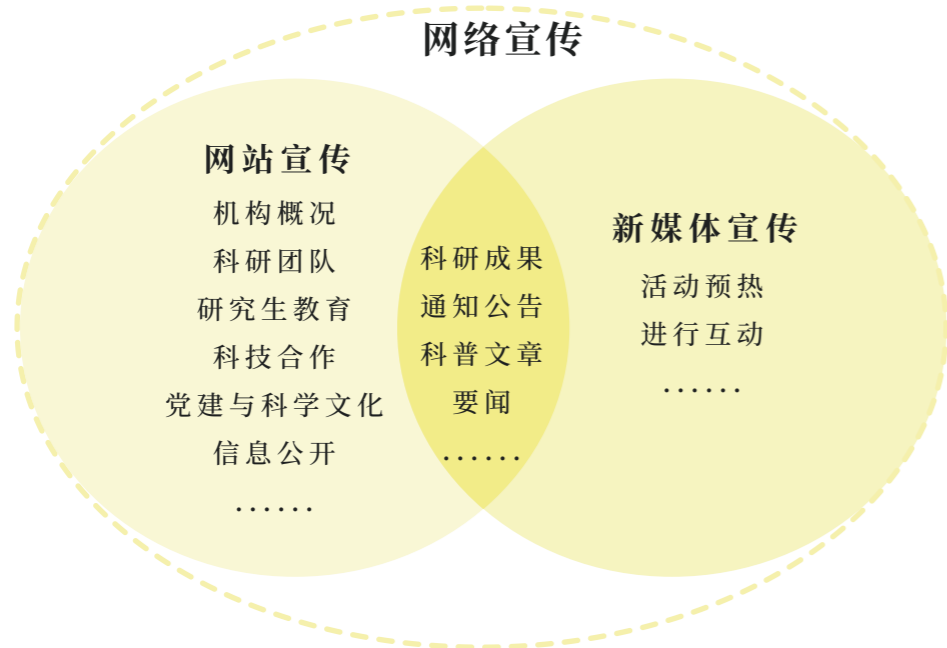 网络宣传
网站宣传
机构概况
科研团队
研究生教育
科技合作
党建与科学文化
信息公开
······
科研成果
通知公告
科普文章
要闻
······
新媒体宣传
活动预热
进行互动
······